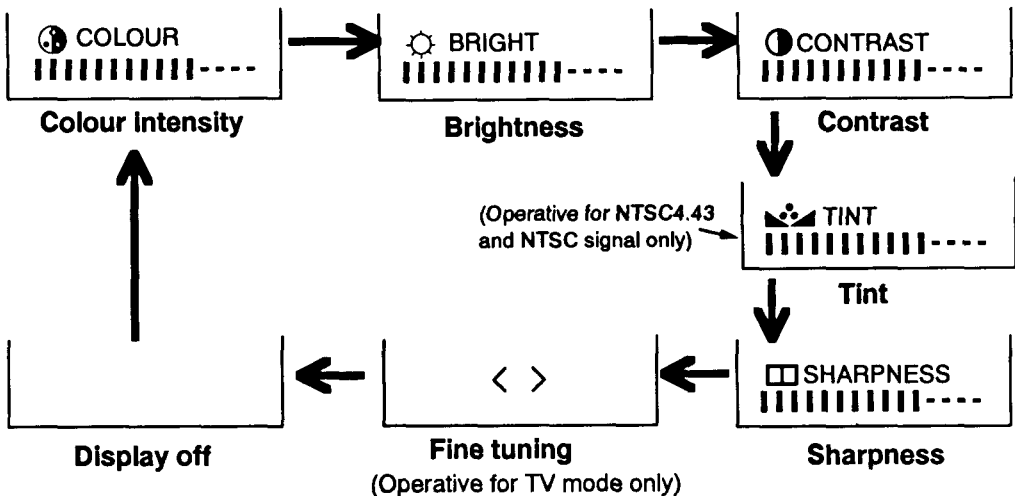 COLOUR
Colour intensity
BRIGHT
Brightness
CONTRAST
Contrast
(Operative for NTSC4.43
and NTSC signal only)
TINT
Tint
SHARPNESS
Sharpness
< >
Fine tuning
(Operative for TV mode only)
Display off